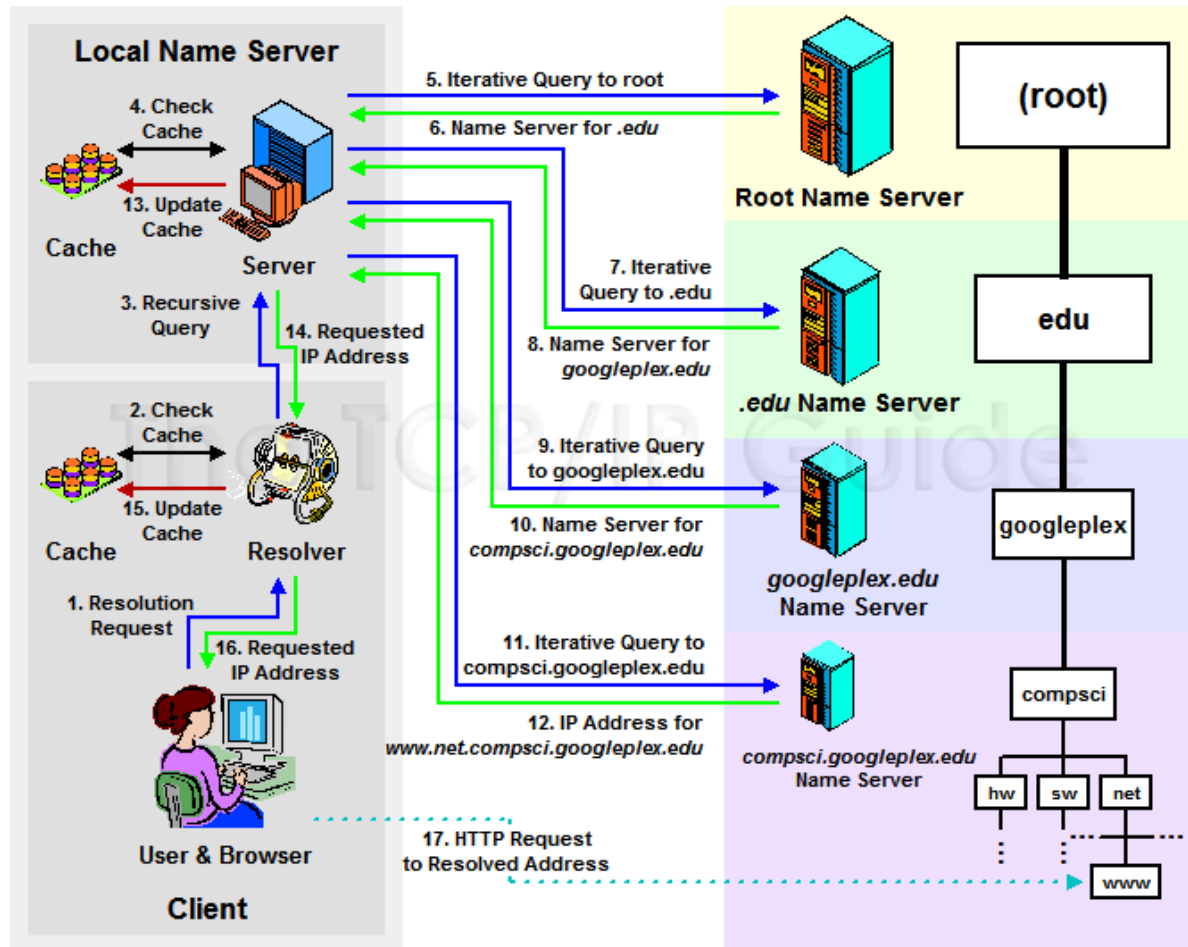 Local Name Server
4. Check
Cache
13. Update
Cache
Cache
Server
3. Recursive
Query
14. Requested
IP Address
2. Check
Cache
15. Update
Cache
Cache
Resolver
1. Resolution
Request
16. Requested
IP Address
User & Browser
Client
5. Iterative Query to root
6. Name Server for .edu
7. Iterative
Query to .edu
8. Name Server for
googleplex.edu
9. Iterative Query
to googleplex.edu
10. Name Server for
compsci.googleplex.edu
11. Iterative Query to
compsci.googleplex.edu
12. IP Address for
www.net.compsci.googleplex.edu
17. HTTP Request
to Resolved Address
Root Name Server
.edu Name Server
googleplex.edu
Name Server
compsci.googleplex.edu
Name Server
(root)
edu
googleplex
compsci
hw
sw
net
www
The TCP/IP Guide